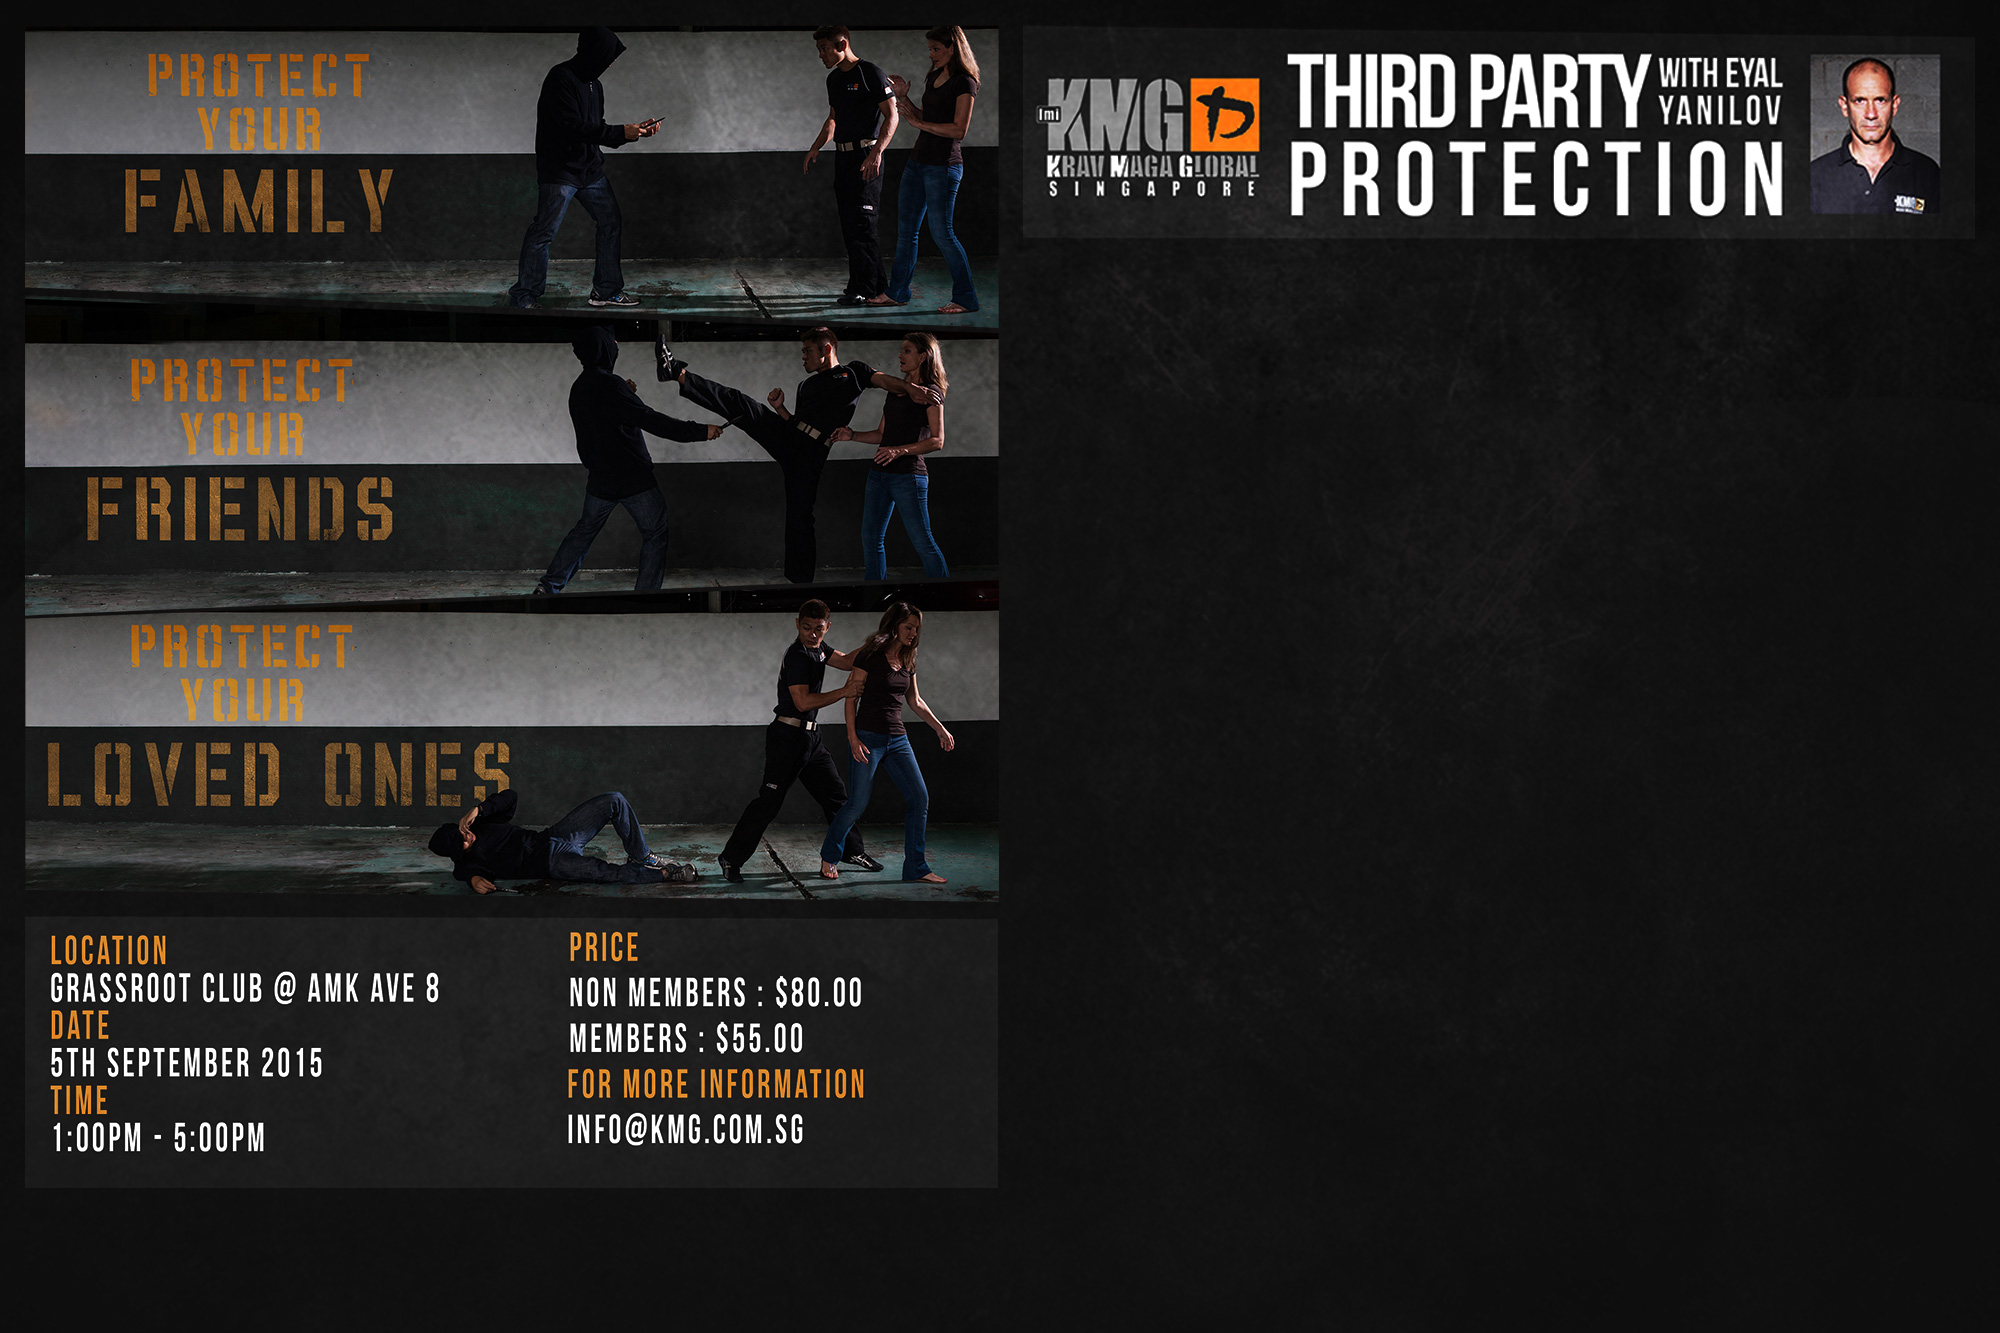 PROTECT
YOUR
FAMILY
PROTECT
YOUR
FRIENDS
PROTECT
YOUR
LOVED ONES
LOCATION
GRASSROOT CLUB @ AMK AVE 8
DATE
5TH SEPTEMBER 2015
TIME
1:00PM - 5:00PM
PRICE
NON MEMBERS : $80.00
MEMBERS : $55.00
FOR MORE INFORMATION
INFO@KMG.COM.SG
Imi KMG
KRAV MAGA GLOBAL
SINGAPORE
THIRD PARTY
PROTECTION
WITH EYAL
YANILOV
KMG